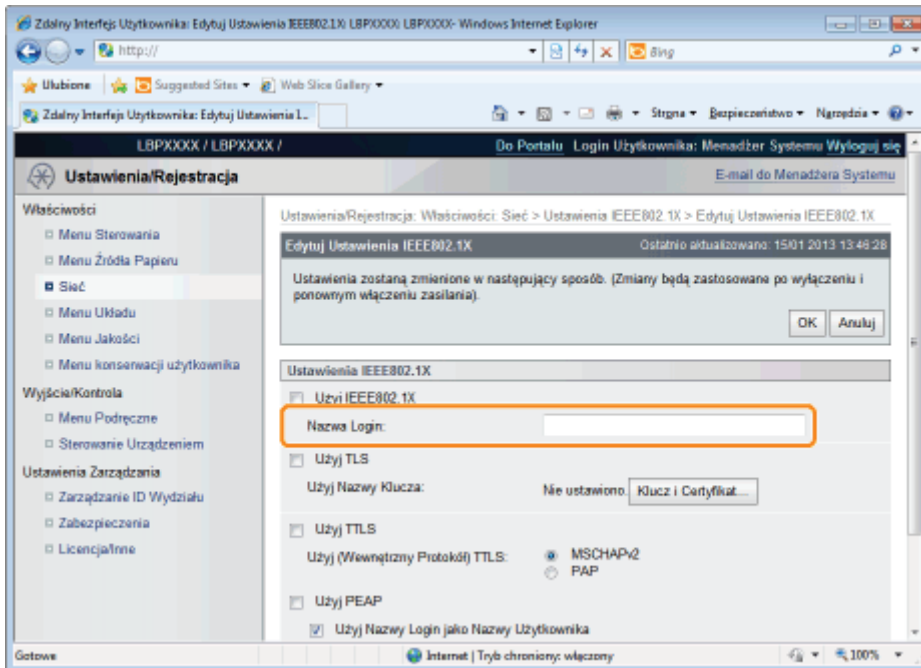 Zdalny Interfejs Użytkownika: Edytuj Ustawienia IEEE802.1X: LBPXXXX: LBPXXXX- Windows Internet Explorer
http://
Bing
Ulubione Suggested Sites Web Slice Gallery
Zdalny Interfejs Użytkownika: Edytuj Ustawienia I... Strona Bezpieczeństwo Narzędzia
LBPXXXX / LBPXXXX / Do Portalu Login Użytkownika: Menadżer Systemu Wyloguj się
Ustawienia/Rejestracja E-mail do Menadżera Systemu
Właściwości
Menu Sterowania
Menu Źródła Papieru
Sieć
Menu Układu
Menu Jakości
Menu konserwacji użytkownika
Wyjście/Kontrola
Menu Podręczne
Sterowanie Urządzeniem
Ustawienia Zarządzania
Zarządzanie ID Wydziału
Zabezpieczenia
Licencja/Inne
Ustawienia/Rejestracja: Właściwości: Sieć > Ustawienia IEEE802.1X > Edytuj Ustawienia IEEE802.1X
Edytuj Ustawienia IEEE802.1X Ostatnio aktualizowano: 15/01 2013 13:46:28
Ustawienia zostaną zmienione w następujący sposób. (Zmiany będą zastosowane po wyłączeniu i
ponownym włączeniu zasilania).
OK Anuluj
Ustawienia IEEE802.1X
Użyj IEEE802.1X
Nazwa Login:
Użyj TLS
Użyj Nazwy Klucza: Nie ustawiono. Klucz i Certyfikat...
Użyj TTLS
Użyj (Wewnętrzny Protokół) TTLS: MSCHAPv2
PAP
Użyj PEAP
Użyj Nazwy Login jako Nazwy Użytkownika
Gotowe Internet | Tryb chroniony: włączony 100%